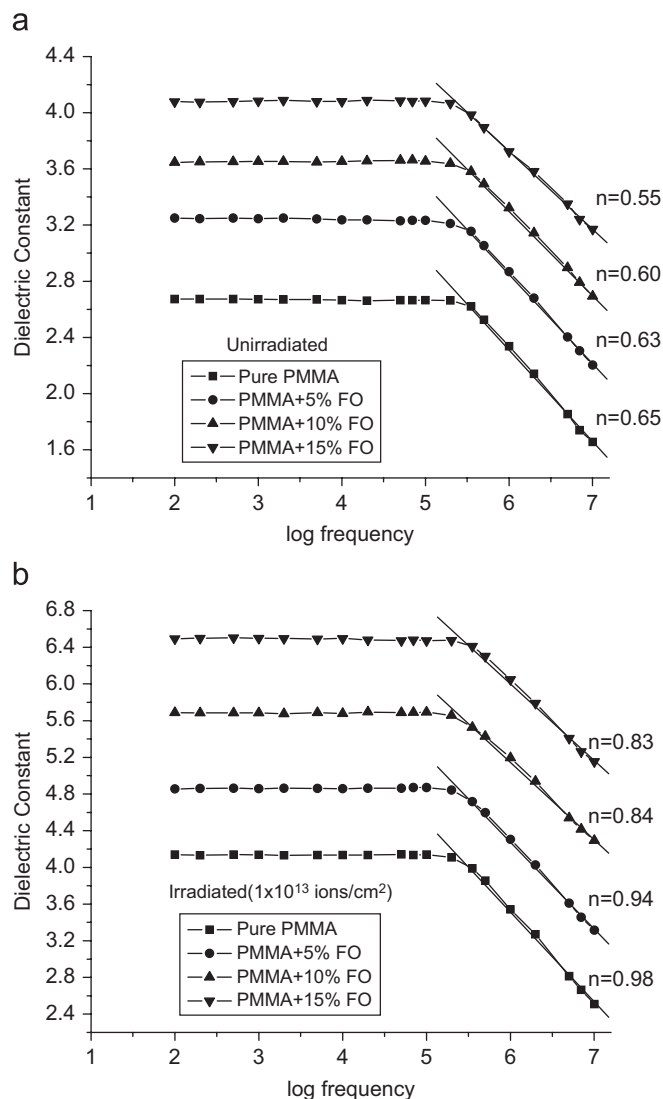 a
4.4
4.0
3.6
3.2
2.8
2.4
2.0
1.6
Dielectric Constant
n=0.55
n=0.60
n=0.63
n=0.65
Unirradiated
Pure PMMA
PMMA+5% FO
PMMA+10% FO
PMMA+15% FO
1 2 3 4 5 6 7
log frequency
b
6.8
6.4
6.0
5.6
5.2
4.8
4.4
4.0
3.6
3.2
2.8
2.4
Dielectric Constant
n=0.83
n=0.84
n=0.94
n=0.98
Irradiated(1x10¹³ ions/cm²)
Pure PMMA
PMMA+5% FO
PMMA+10% FO
PMMA+15% FO
1 2 3 4 5 6 7
log frequency